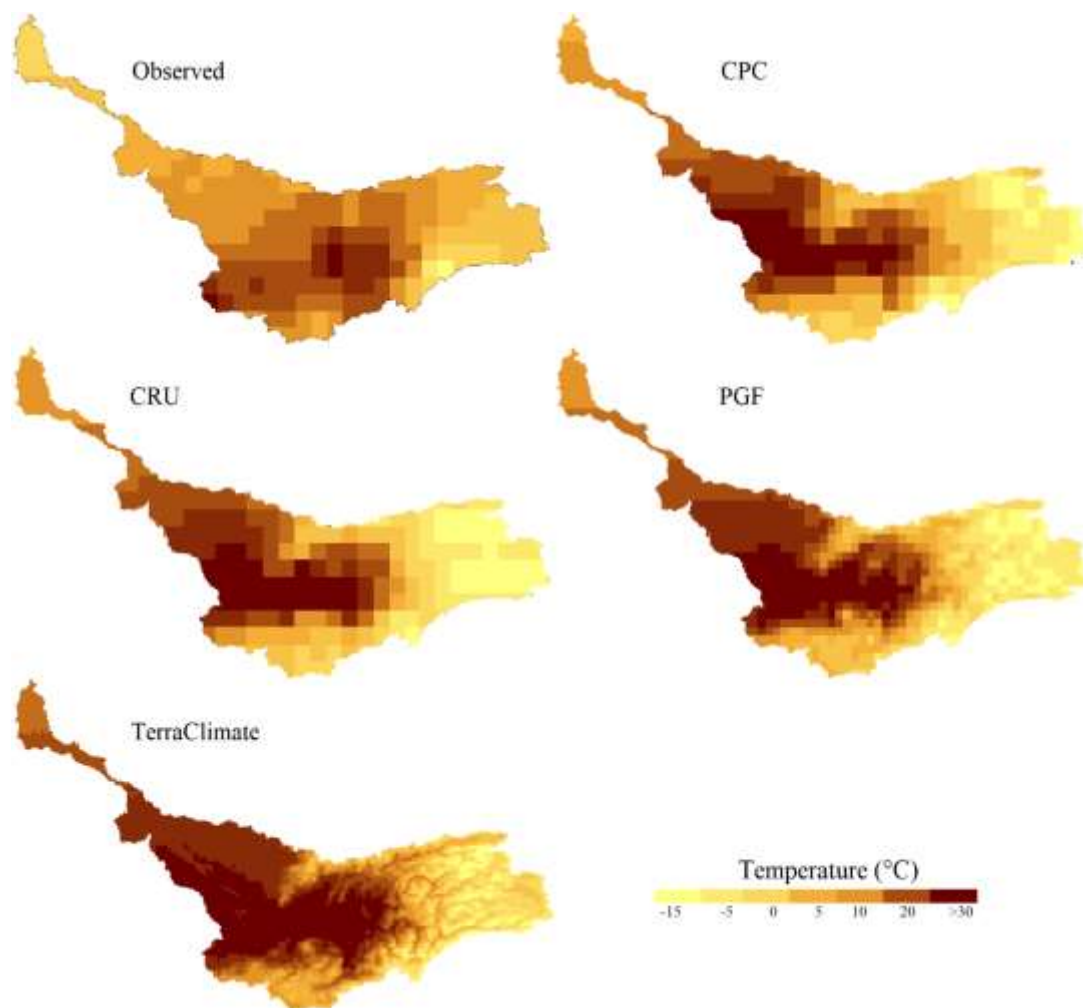 Observed
CPC
CRU
PGF
TerraClimate
Temperature (°C)
-15 -5 0 5 10 20 >30